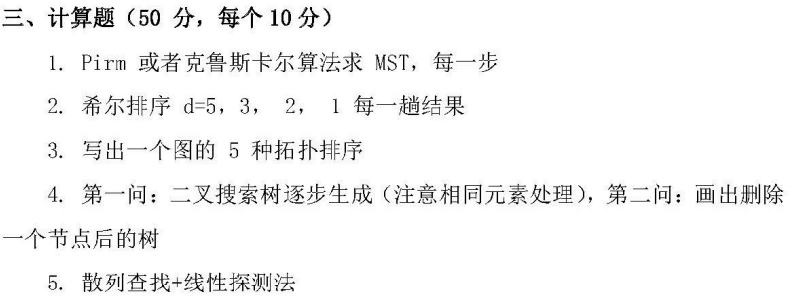 三、计算题（50 分，每个10分）
1. Pirm 或者克鲁斯卡尔算法求 MST，每一步
2. 希尔排序 d=5，3， 2， 1 每一趟结果
3. 写出一个图的 5 种拓扑排序
4. 第一问：二叉搜索树逐步生成（注意相同元素处理），第二问：画出删除
一个节点后的树
5. 散列查找+线性探测法